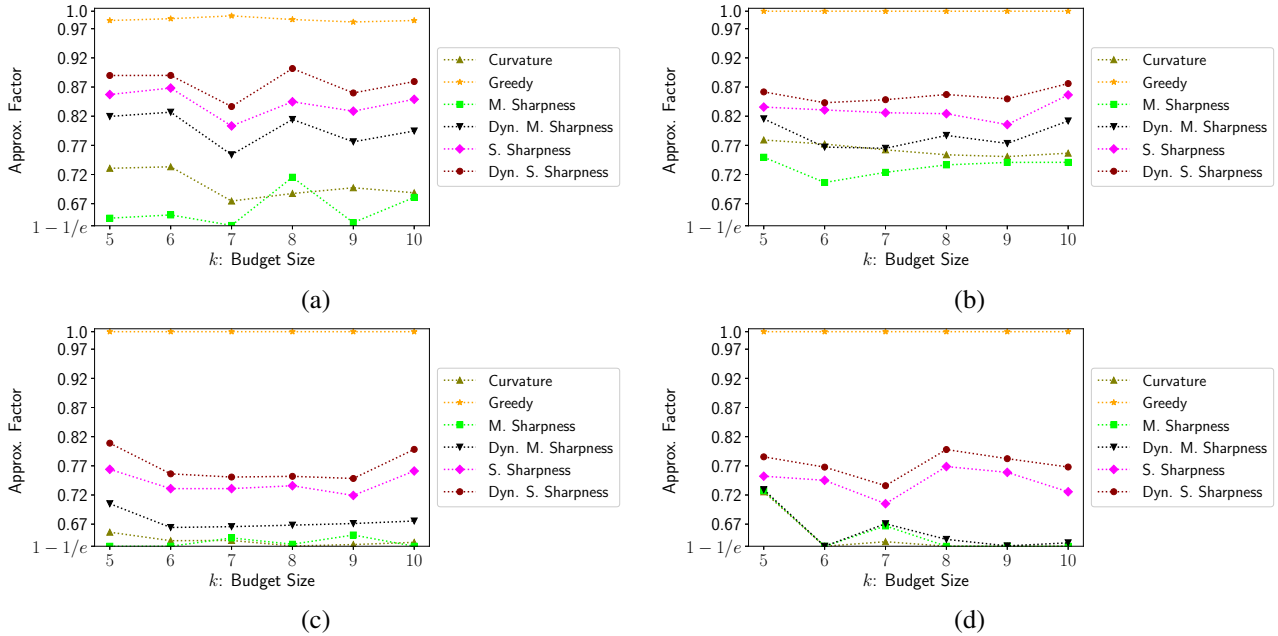 1.0
0.97
0.92
0.87
0.82
0.77
0.72
0.67
1 − 1/e
Approx. Factor
5 6 7 8 9 10
k: Budget Size
Curvature
Greedy
M. Sharpness
Dyn. M. Sharpness
S. Sharpness
Dyn. S. Sharpness
(a)
1.0
0.97
0.92
0.87
0.82
0.77
0.72
0.67
1 − 1/e
Approx. Factor
5 6 7 8 9 10
k: Budget Size
Curvature
Greedy
M. Sharpness
Dyn. M. Sharpness
S. Sharpness
Dyn. S. Sharpness
(b)
1.0
0.97
0.92
0.87
0.82
0.77
0.72
0.67
1 − 1/e
Approx. Factor
5 6 7 8 9 10
k: Budget Size
Curvature
Greedy
M. Sharpness
Dyn. M. Sharpness
S. Sharpness
Dyn. S. Sharpness
(c)
1.0
0.97
0.92
0.87
0.82
0.77
0.72
0.67
1 − 1/e
Approx. Factor
5 6 7 8 9 10
k: Budget Size
Curvature
Greedy
M. Sharpness
Dyn. M. Sharpness
S. Sharpness
Dyn. S. Sharpness
(d)